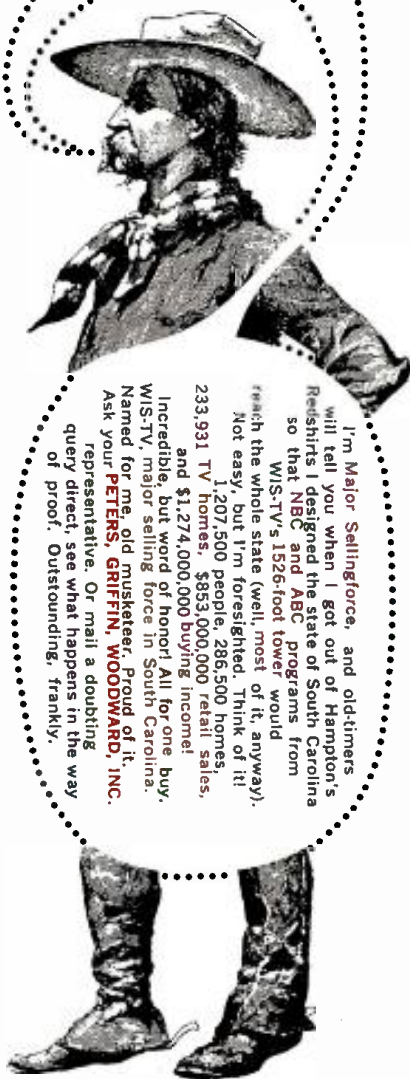 I'm Major Sellingforce, and old-timers
will tell you when I got out of Hampton's
Redshirts I designed the state of South Carolina
so that NBC and ABC programs from
WIS-TV's 1526-foot tower would
reach the whole state (well, most of it, anyway).
Not easy, but I'm foresighted. Think of it!
1,207,500 people, 286,500 homes,
233,931 TV homes, $853,000,000 retail sales,
and $1,274,000,000 buying income!
Incredible, but word of honor! All for one buy.
WIS-TV, major selling force in South Carolina.
Named for me, old musketeer. Proud of it.
Ask your PETERS, GRIFFIN, WOODWARD, INC.
representative. Or mail a doubting
query direct, see what happens in the way
of proof. Outstanding, frankly.